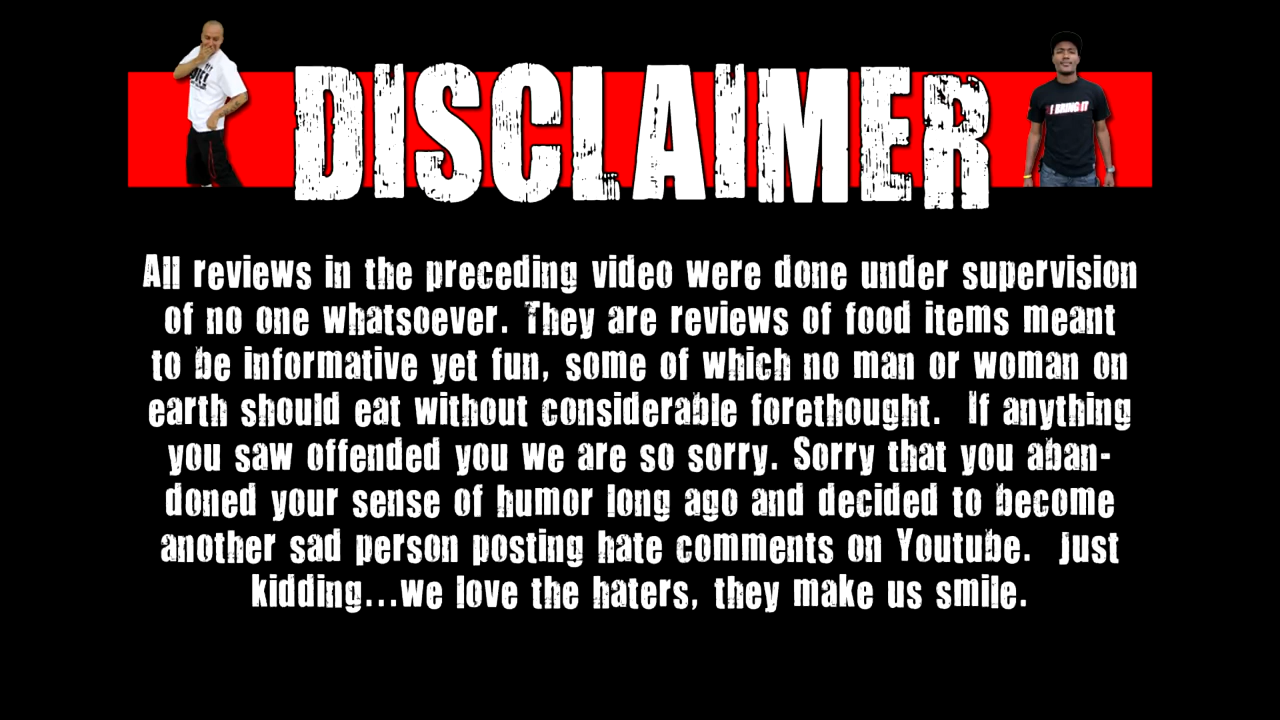 DISCLAIMER
I BRING IT
All reviews in the preceding video were done under supervision
of no one whatsoever. They are reviews of food items meant
to be informative yet fun, some of which no man or woman on
earth should eat without considerable forethought. If anything
you saw offended you we are so sorry. Sorry that you aban-
doned your sense of humor long ago and decided to become
another sad person posting hate comments on Youtube. Just
kidding...we love the haters, they make us smile.